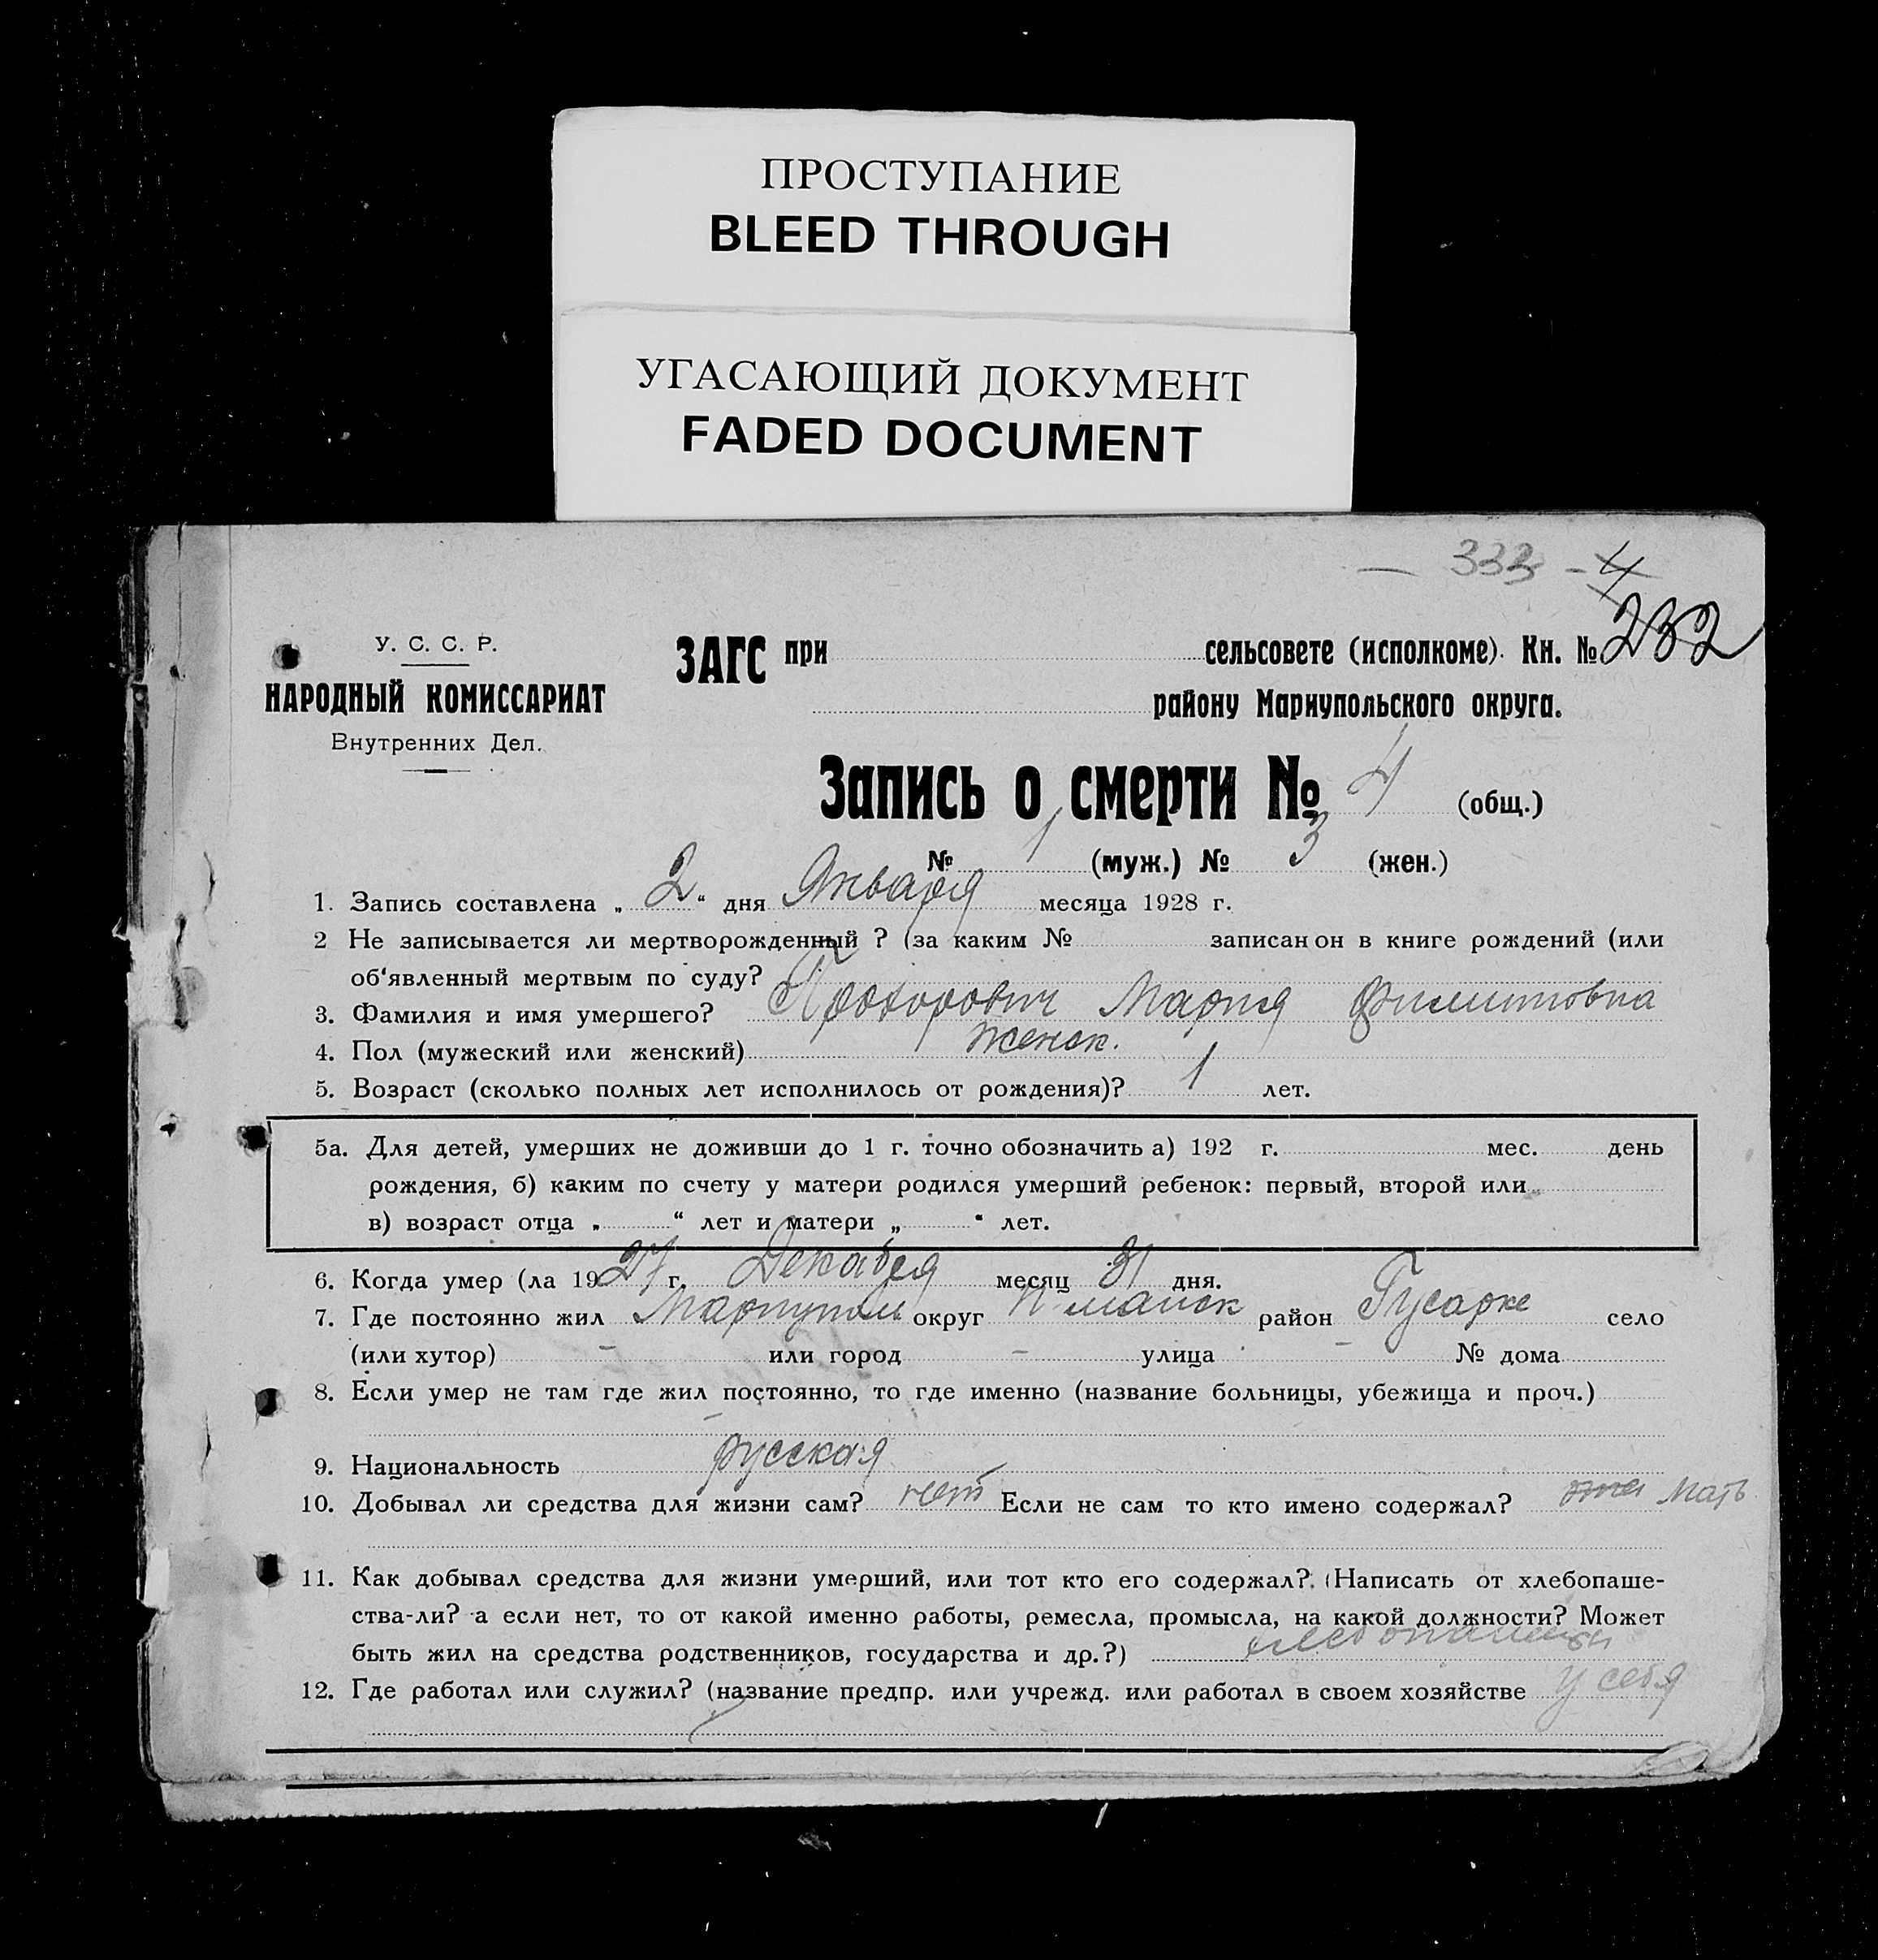 ПРОСТУПАНИЕ
BLEED THROUGH
УГАСАЮЩИЙ ДОКУМЕНТ
FADED DOCUMENT
— 333 - 4
У. С. С. Р.
НАРОДНЫЙ КОМИССАРИАТ
Внутренних Дел.
ЗАГС при сельсовете (исполкоме). Кн. № 232
району Мариупольского округа.
Запись о смерти № 4 (общ.)
№ 1 (муж.) № 3 (жен.)
1. Запись составлена „ 2 “ дня Января месяца 1928 г.
2 Не записывается ли мертворожденный ? (за каким № записан он в книге рождений (или
об‘явленный мертвым по суду?
3. Фамилия и имя умершего? Прохорович Мария Филиповна
4. Пол (мужеский или женский) женск.
5. Возраст (сколько полных лет исполнилось от рождения)? 1 лет.
5а. Для детей, умерших не доживши до 1 г. точно обозначить а) 192 г. мес. день
рождения, б) каким по счету у матери родился умерший ребенок: первый, второй или
в) возраст отца „ “ лет и матери „ “ лет.
6. Когда умер (ла 1927 г. Декабря месяц 31 дня.
7. Где постоянно жил Мариупол округ район Гусарке село
(или хутор) – или город – улица – № дома
8. Если умер не там где жил постоянно, то где именно (название больницы, убежища и проч.)
–
9. Национальность русская
10. Добывал ли средства для жизни сам? нет Если не сам то кто имено содержал? мать
11. Как добывал средства для жизни умерший, или тот кто его содержал? (Написать от хлебопаше-
ства-ли? а если нет, то от какой именно работы, ремесла, промысла, на какой должности? Может
быть жил на средства родственников, государства и др.?)
12. Где работал или служил? (название предпр. или учрежд. или работал в своем хозяйстве у себя